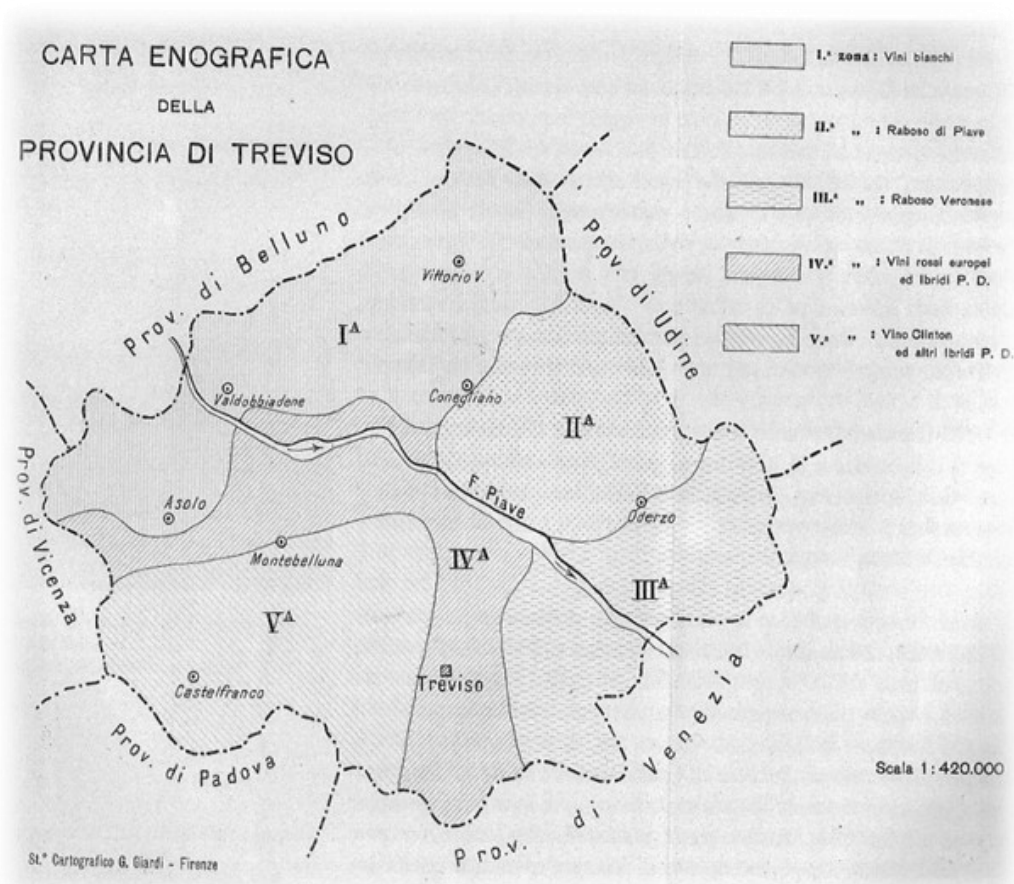 CARTA ENOGRAFICA
DELLA
PROVINCIA DI TREVISO
I.ª zona : Vini bianchi
II.ª „ : Raboso di Piave
III.ª „ : Raboso Veronese
IV.ª „ : Vini rossi europei
ed Ibridi P. D.
V.ª „ : Vino Clinton
ed altri Ibridi P. D.
Prov. di Belluno
Prov. di Udine
Vittorio V.
Iᴬ
Valdobbiadene
Conegliano
IIᴬ
Prov. di Vicenza
Asolo
F. Piave
Oderzo
Montebelluna
IVᴬ
IIIᴬ
Vᴬ
Castelfranco
Treviso
Prov. di Padova
Prov. di Venezia
Scala 1:420.000
St.° Cartografico G. Giardi - Firenze